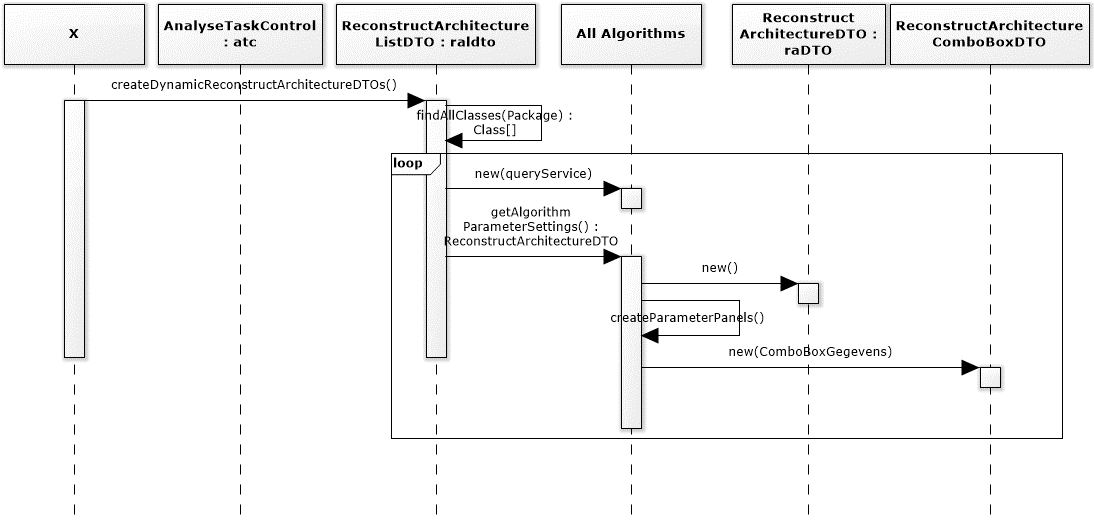 X
AnalyseTaskControl
: atc
ReconstructArchitecture
ListDTO : raldto
All Algorithms
Reconstruct
ArchitectureDTO :
raDTO
ReconstructArchitecture
ComboBoxDTO
createDynamicReconstructArchitectureDTOs()
findAllClasses(Package) :
Class[]
loop
new(queryService)
getAlgorithm
ParameterSettings() :
ReconstructArchitectureDTO
new()
createParameterPanels()
new(ComboBoxGegevens)